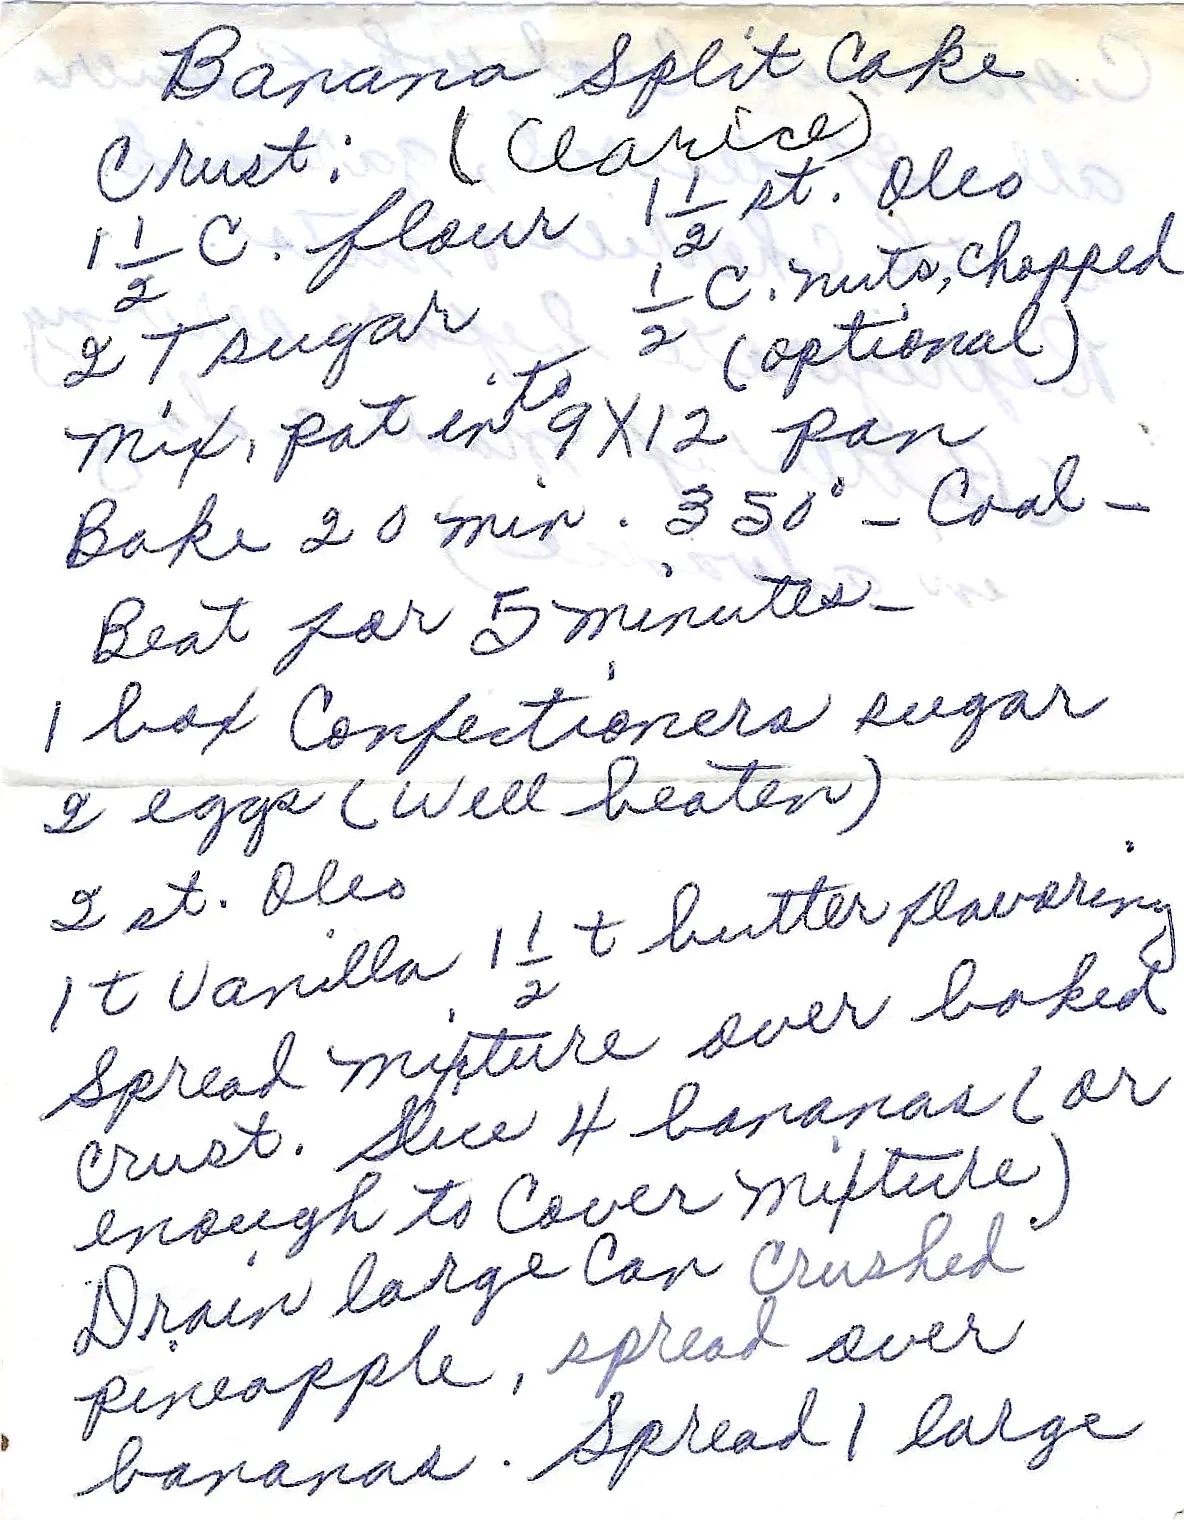 Banana Split Cake
Crust: (Clarice)
1 1/2 C. flour 1 1/2 st. Oleo
2 T sugar 1/2 C. nuts, chopped
(optional)
Mix, pat into 9X12 pan
Bake 20 min. 350° - Cool -
Beat for 5 minutes -
1 box Confectioners sugar
2 eggs (well beaten)
2 st. Oleo
1 t Vanilla 1 1/2 t butter flavoring
Spread mixture over baked
crust. Slice 4 bananas (or
enough to cover mixture)
Drain large can crushed
pineapple, spread over
bananas. Spread 1 large